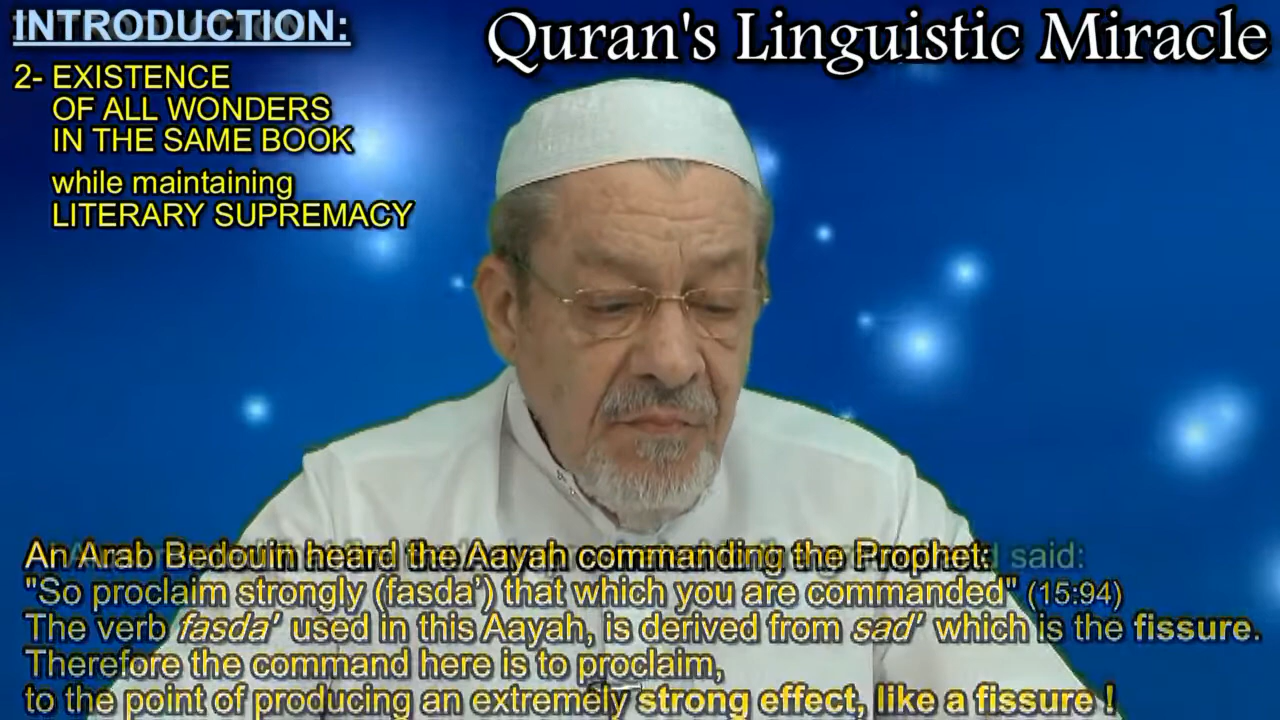 INTRODUCTION:
Quran's Linguistic Miracle
2- EXISTENCE
OF ALL WONDERS
IN THE SAME BOOK
while maintaining
LITERARY SUPREMACY
An Arab Bedouin heard the Aayah commanding the Prophet: said:
"So proclaim strongly (fasda’) that which you are commanded" (15:94)
The verb fasda’ used in this Aayah, is derived from sad’ which is the fissure.
Therefore the command here is to proclaim,
to the point of producing an extremely strong effect, like a fissure !